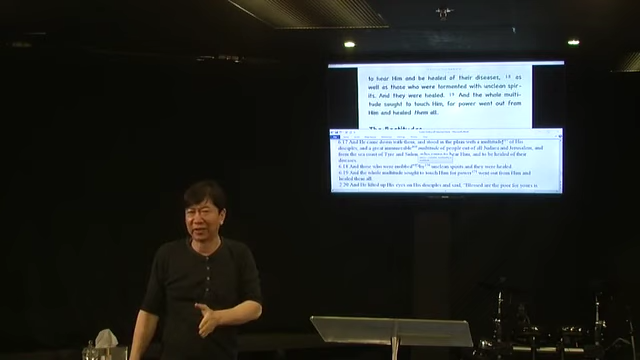 to hear Him and be healed of their diseases, 18 as
well as those who were tormented with unclean spir-
its. And they were healed. 19 And the whole multi-
tude sought to touch Him, for power went out from
Him and healed them all.
The Beatitudes
6.17 And He came down with them, and stood in the plain with a multitude of His
disciples, and a great innumerable multitude of people out of all Judaea and Jerusalem, and
from the sea coast of Tyre and Sidon, who came to hear Him, and to be healed of their
diseases.
And those who were troubled by unclean spirits and they were healed.
And the whole multitude sought to touch Him for power went out from Him and
healed them all.
And He lifted up His eyes on His disciples and said, "Blessed are the poor for yours is